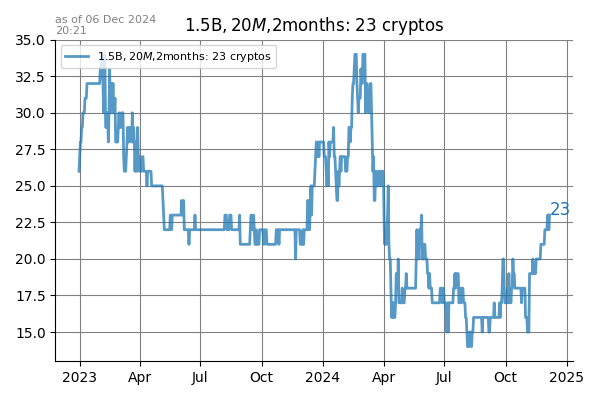 as of 06 Dec 2024
20:21
1.5B, 20M, 2months: 23 cryptos
1.5B, 20M, 2months: 23 cryptos
35.0
32.5
30.0
27.5
25.0
22.5
20.0
17.5
15.0
23
2023 Apr Jul Oct 2024 Apr Jul Oct 2025